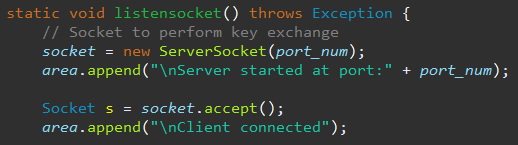 static void listensocket() throws Exception {
// Socket to perform key exchange
socket = new ServerSocket(port_num);
area.append("\nServer started at port:" + port_num);
Socket s = socket.accept();
area.append("\nClient connected");